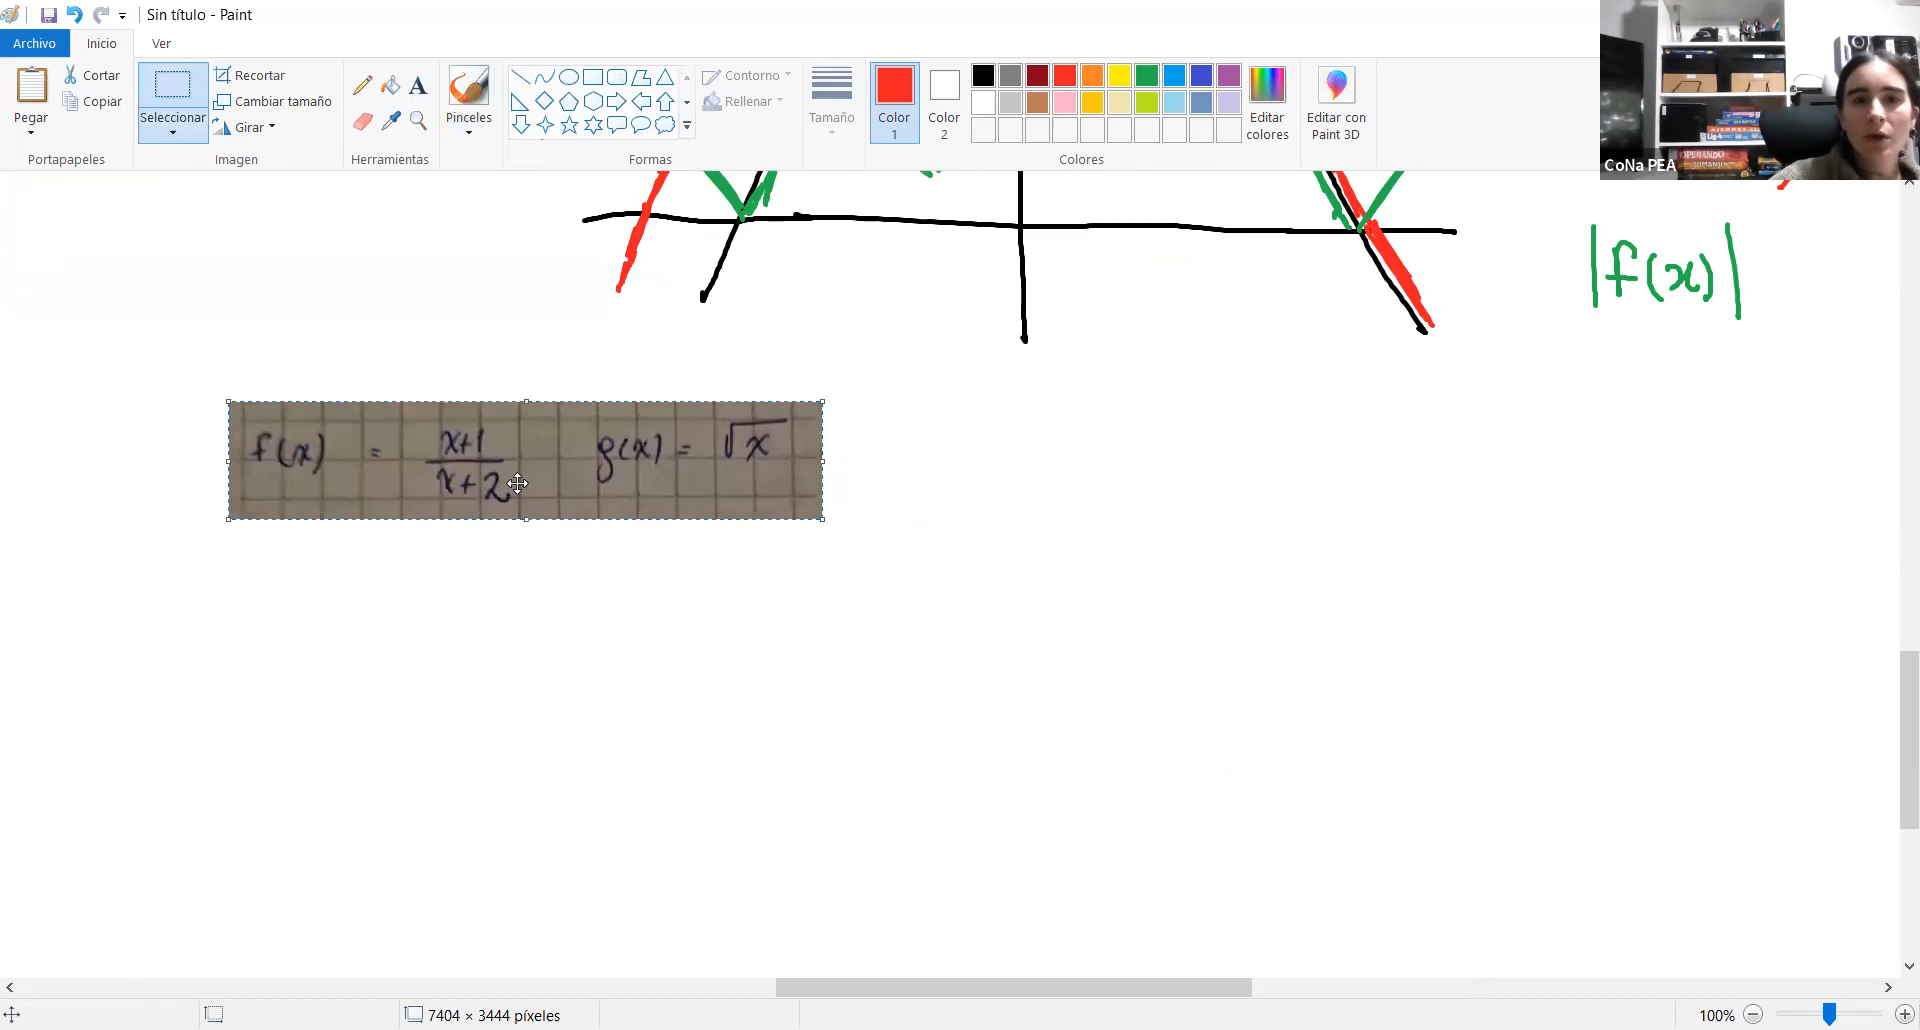 Sin título - Paint
Archivo Inicio Ver
Pegar
Cortar
Copiar
Portapapeles
Seleccionar
Recortar
Cambiar tamaño
Girar
Imagen
A
Herramientas
Pinceles
Formas
Contorno
Rellenar
Tamaño
Color
1
Color
2
Editar
colores
Colores
Editar con
Paint 3D
OPERANDO
CoNa PEA
|f(x)|
f(x) = x+1
x+2
g(x) = √x
7404 × 3444 píxeles
100%